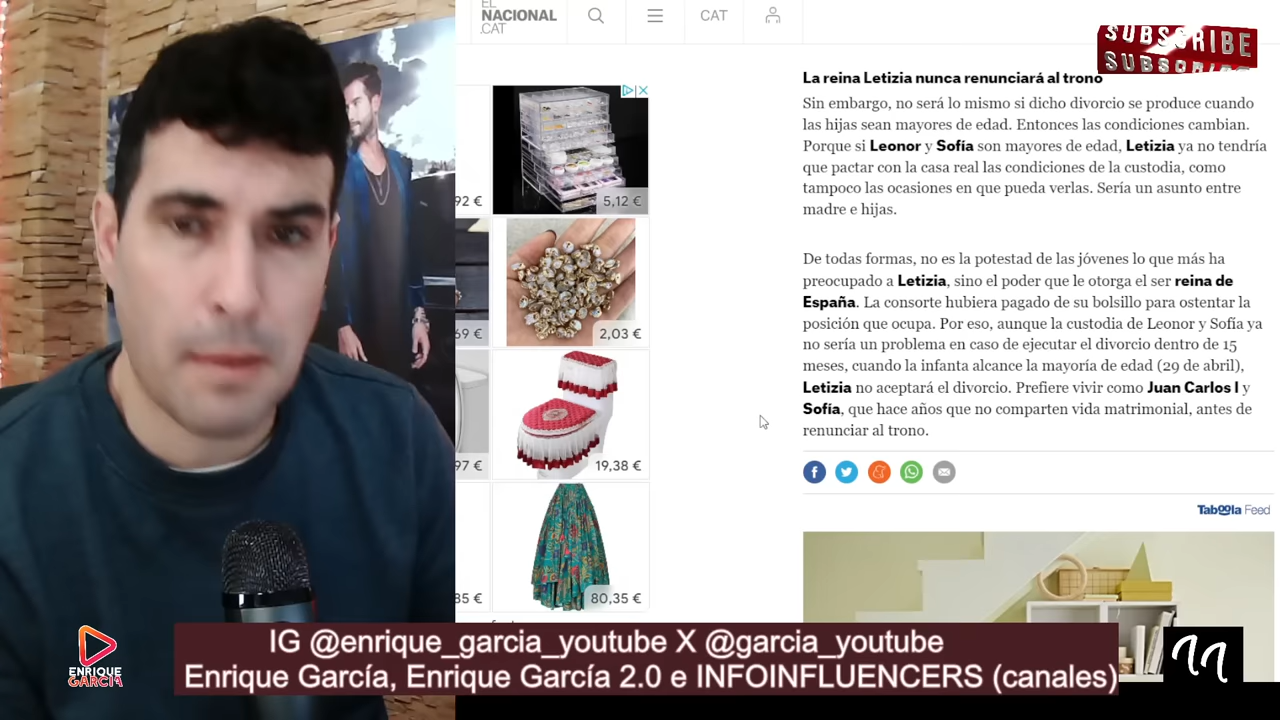 EL
NACIONAL
.CAT
CAT
SUBSCRIBE
La reina Letizia nunca renunciará al trono
Sin embargo, no será lo mismo si dicho divorcio se produce cuando
las hijas sean mayores de edad. Entonces las condiciones cambian.
Porque si Leonor y Sofía son mayores de edad, Letizia ya no tendría
que pactar con la casa real las condiciones de la custodia, como
tampoco las ocasiones en que pueda verlas. Sería un asunto entre
madre e hijas.
De todas formas, no es la potestad de las jóvenes lo que más ha
preocupado a Letizia, sino el poder que le otorga el ser reina de
España. La consorte hubiera pagado de su bolsillo para ostentar la
posición que ocupa. Por eso, aunque la custodia de Leonor y Sofía ya
no sería un problema en caso de ejecutar el divorcio dentro de 15
meses, cuando la infanta alcance la mayoría de edad (29 de abril),
Letizia no aceptará el divorcio. Prefiere vivir como Juan Carlos I y
Sofía, que hace años que no comparten vida matrimonial, antes de
renunciar al trono.
Taboola Feed
92 €
5,12 €
69 €
2,03 €
97 €
19,38 €
85 €
80,35 €
ENRIQUE
GARCÍA
IG @enrique_garcia_youtube X @garcia_youtube
Enrique García, Enrique García 2.0 e INFOINFLUENCERS (canales)